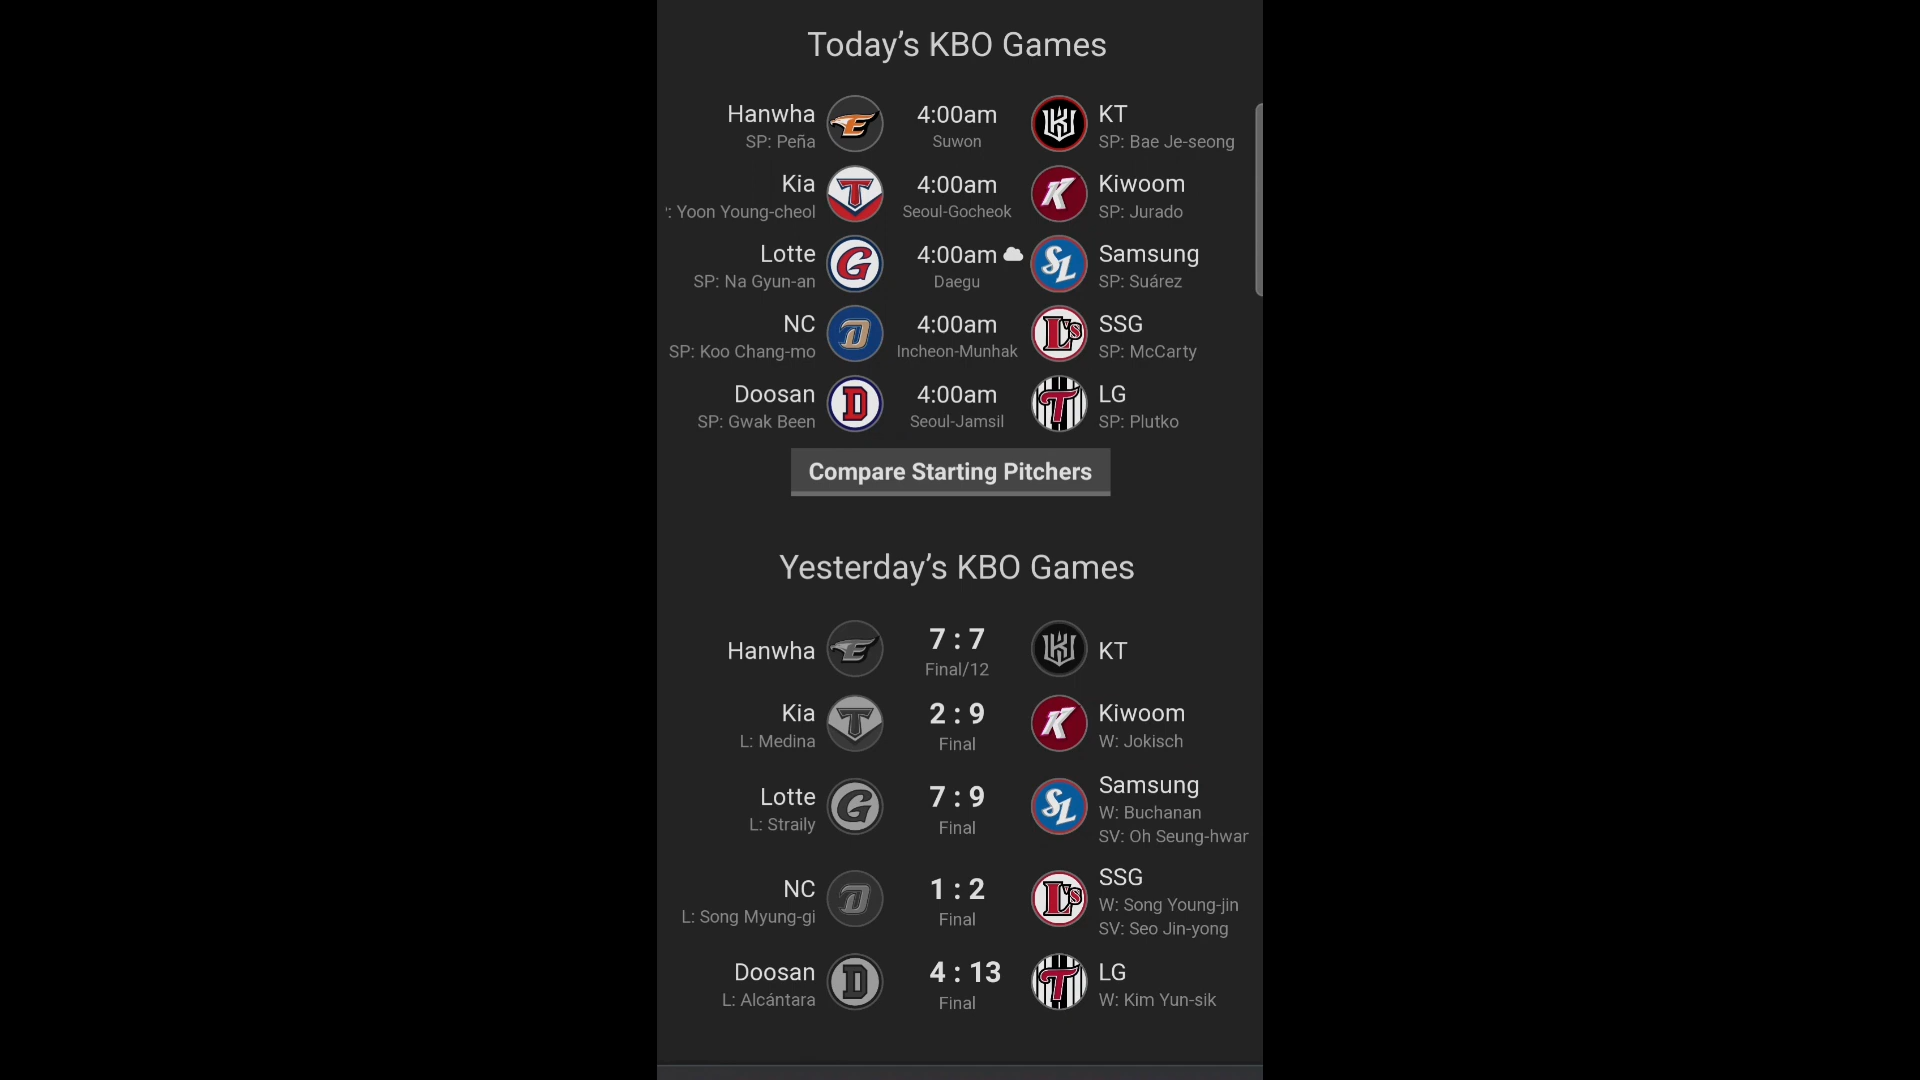 Today's KBO Games
Hanwha 4:00am KT
SP: Peña Suwon SP: Bae Je-seong
Kia 4:00am Kiwoom
: Yoon Young-cheol Seoul-Gocheok SP: Jurado
Lotte 4:00am Samsung
SP: Na Gyun-an Daegu SP: Suárez
NC 4:00am SSG
SP: Koo Chang-mo Incheon-Munhak SP: McCarty
Doosan 4:00am LG
SP: Gwak Been Seoul-Jamsil SP: Plutko
Compare Starting Pitchers
Yesterday's KBO Games
Hanwha 7 : 7 KT
Final/12
Kia 2 : 9 Kiwoom
L: Medina Final W: Jokisch
Lotte 7 : 9 Samsung
L: Straily Final W: Buchanan
SV: Oh Seung-hwar
NC 1 : 2 SSG
L: Song Myung-gi Final W: Song Young-jin
SV: Seo Jin-yong
Doosan 4 : 13 LG
L: Alcántara Final W: Kim Yun-sik